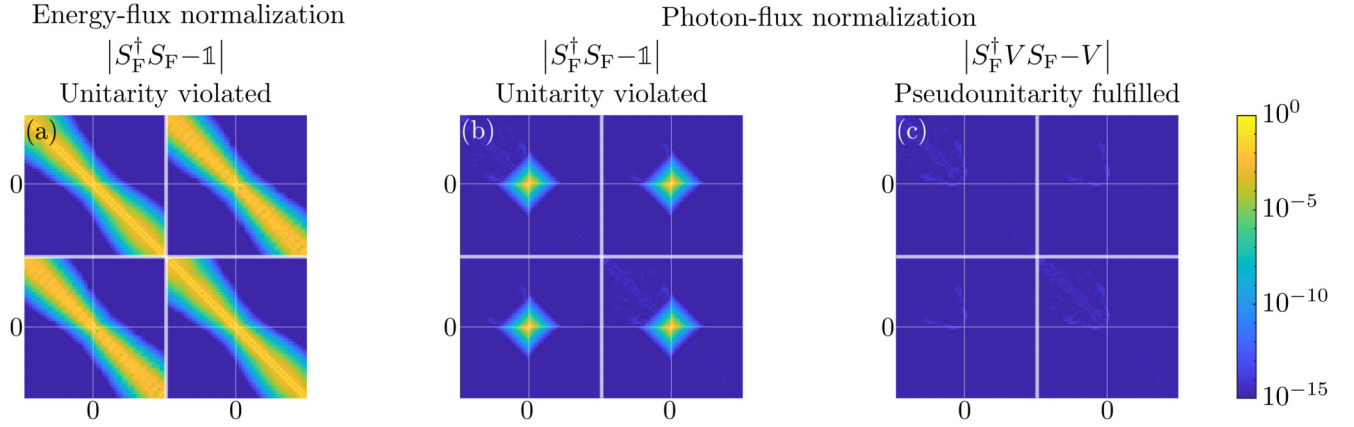 Energy-flux normalization
Photon-flux normalization
|S_F^† S_F−𝟙|
|S_F^† S_F−𝟙|
|S_F^† V S_F−V|
Unitarity violated
Unitarity violated
Pseudounitarity fulfilled
(a)
(b)
(c)
0
0
0
0
0
0
0
0
0
0
0
0
10^0
10^−5
10^−10
10^−15